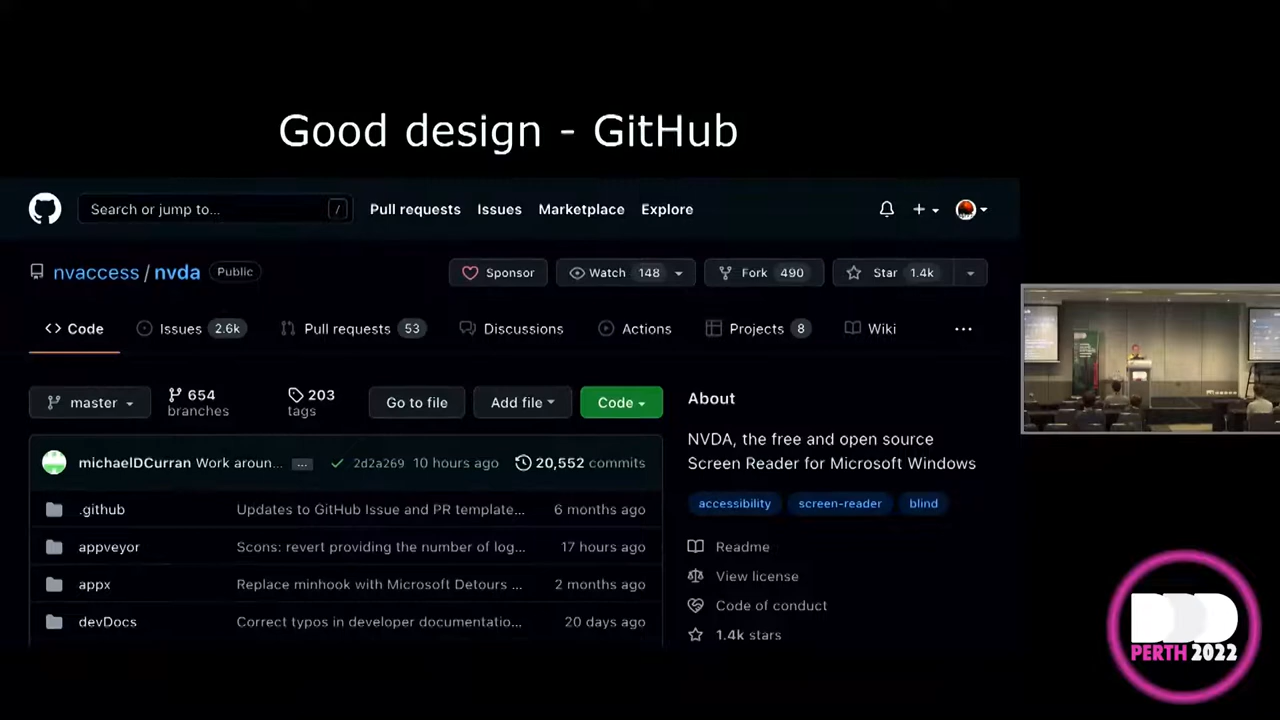 Good design - GitHub
Search or jump to... / Pull requests Issues Marketplace Explore
nvaccess / nvda Public Sponsor Watch 148 Fork 490 Star 1.4k
Code Issues 2.6k Pull requests 53 Discussions Actions Projects 8 Wiki ...
master 654 branches 203 tags Go to file Add file Code
michaelDCurran Work aroun... ... 2d2a269 10 hours ago 20,552 commits
.github Updates to GitHub Issue and PR template... 6 months ago
appveyor Scons: revert providing the number of log... 17 hours ago
appx Replace minhook with Microsoft Detours ... 2 months ago
devDocs Correct typos in developer documentatio... 20 days ago
About
NVDA, the free and open source
Screen Reader for Microsoft Windows
accessibility screen-reader blind
Readme
View license
Code of conduct
1.4k stars
DDD
PERTH 2022